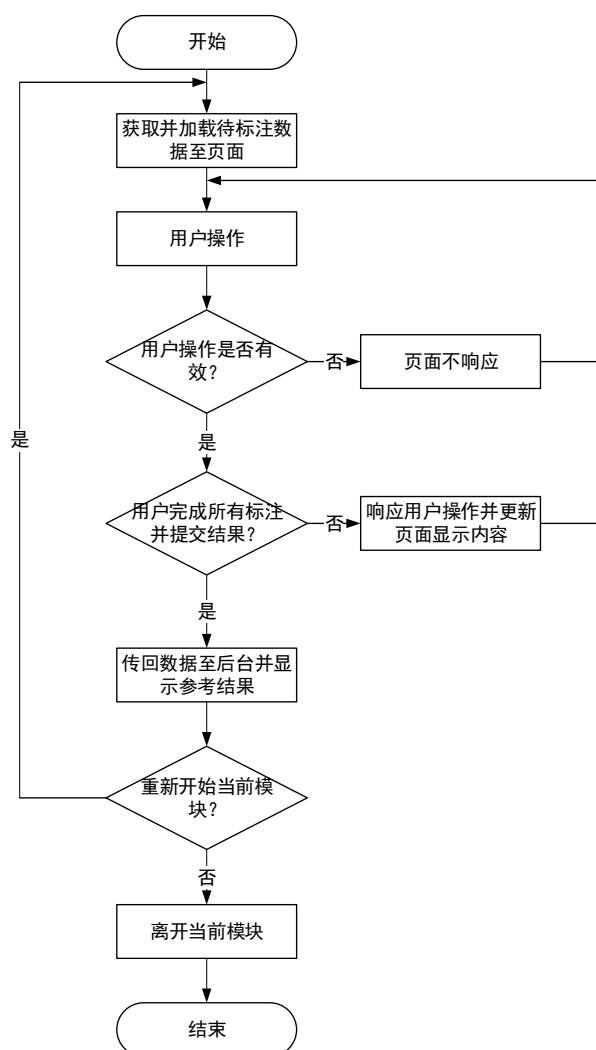 开始
获取并加载待标注数
据至页面
用户操作
用户操作是否有
效？
否
页面不响应
是
是
用户完成所有标注
并提交结果？
否
响应用户操作并更新
页面显示内容
是
传回数据至后台并显
示参考结果
重新开始当前模
块？
否
离开当前模块
结束